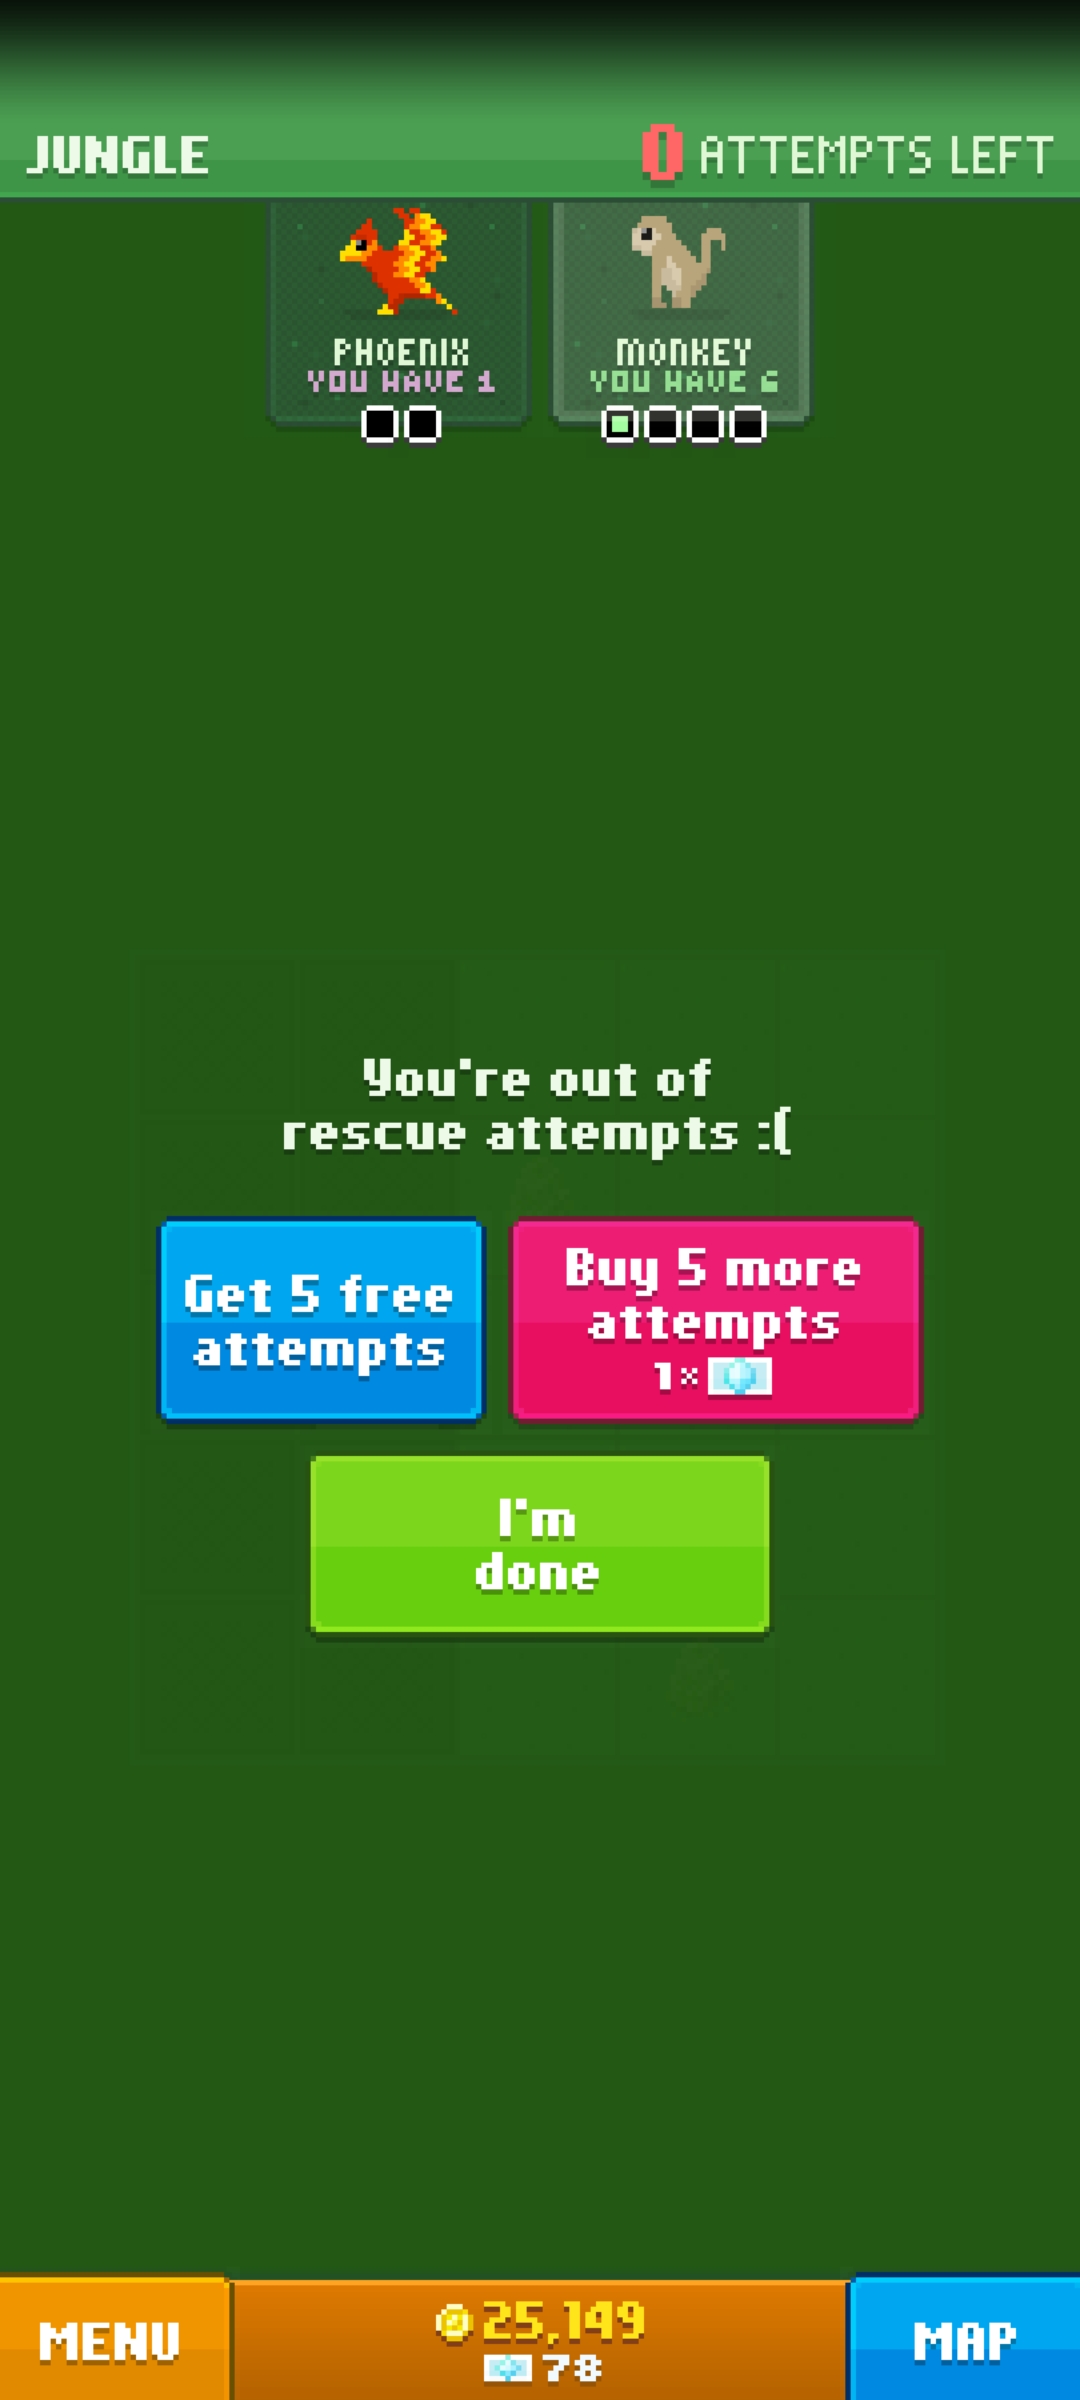 JUNGLE
0 ATTEMPTS LEFT
PHOENIX
YOU HAVE 1
MONKEY
YOU HAVE 6
You're out of
rescue attempts :(
Get 5 free
attempts
Buy 5 more
attempts
1×
I'm
done
MENU
25,149
78
MAP